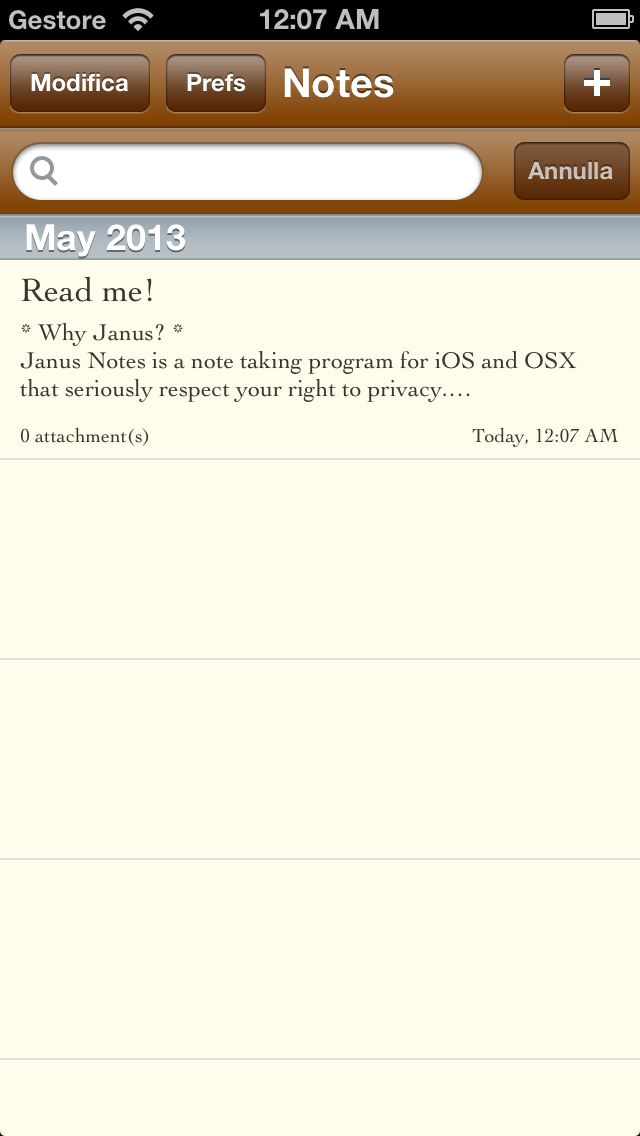 Gestore 12:07 AM
Modifica Prefs Notes +
Annulla
May 2013
Read me!
* Why Janus? *
Janus Notes is a note taking program for iOS and OSX
that seriously respect your right to privacy....
0 attachment(s) Today, 12:07 AM